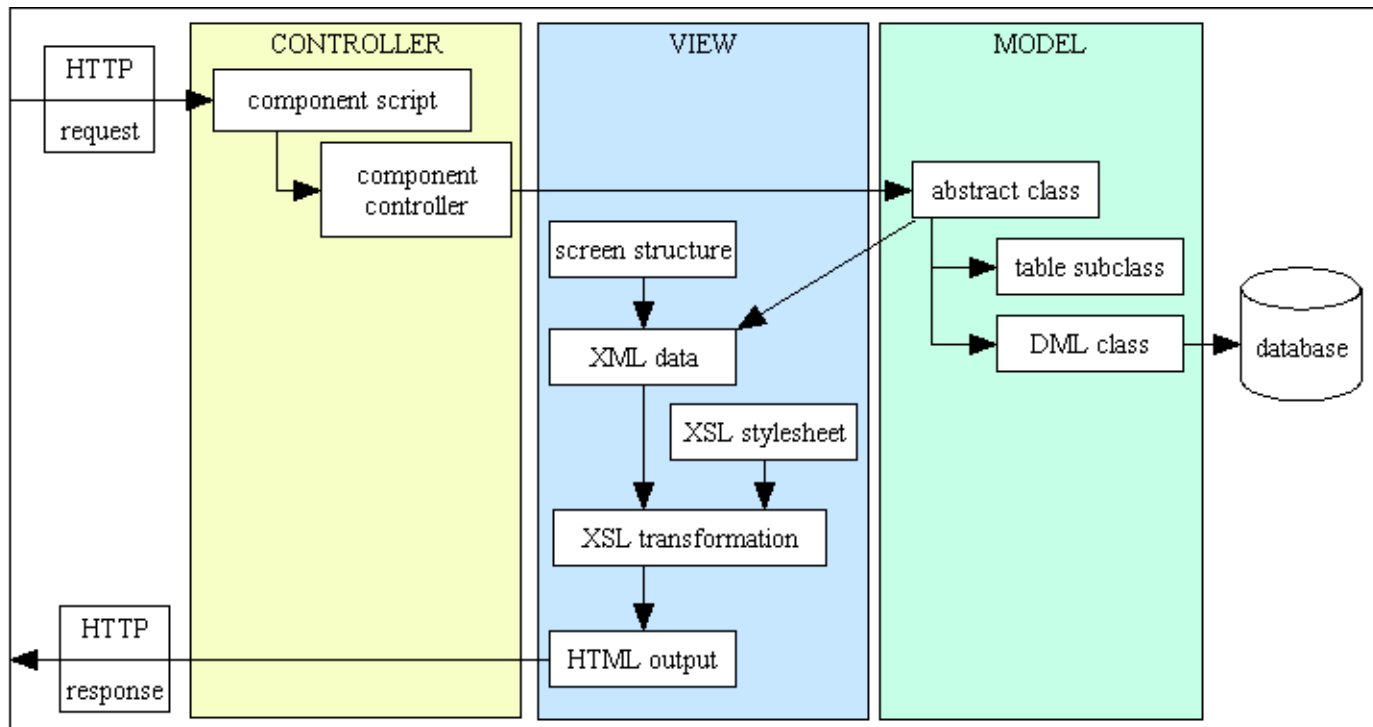 CONTROLLER
VIEW
MODEL
HTTP
request
component script
component
controller
abstract class
screen structure
table subclass
XML data
DML class
database
XSL stylesheet
XSL transformation
HTTP
response
HTML output